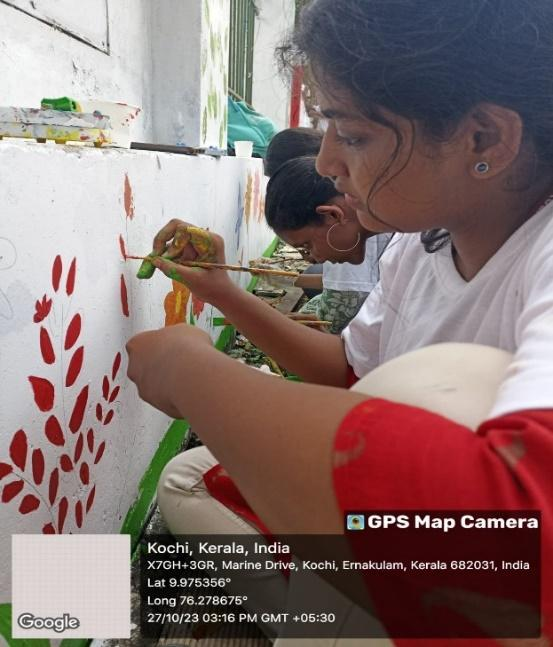 GPS Map Camera
Kochi, Kerala, India
X7GH+3GR, Marine Drive, Kochi, Ernakulam, Kerala 682031, India
Lat 9.975356°
Long 76.278675°
27/10/23 03:16 PM GMT +05:30
Google